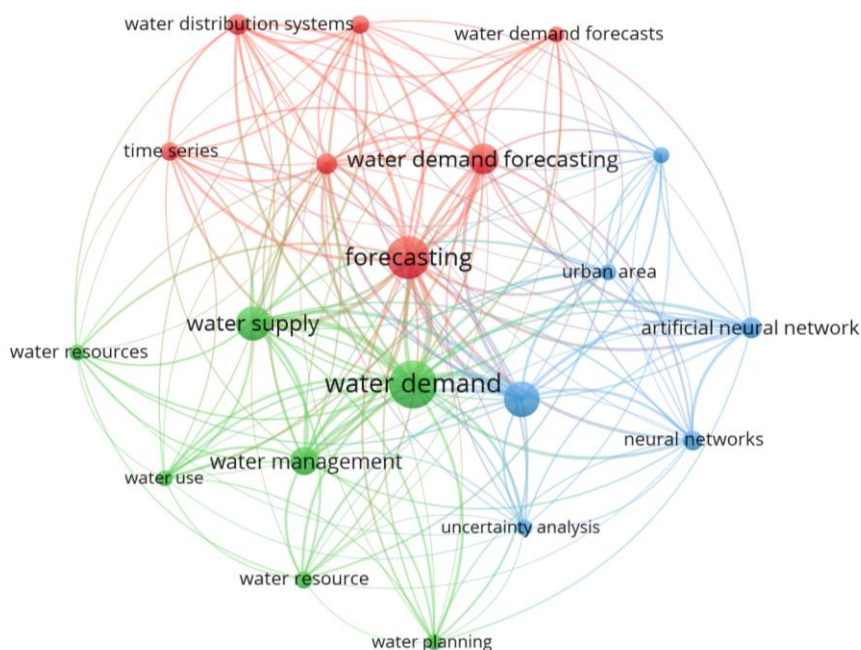 water distribution systems
water demand forecasts
time series
water demand forecasting
forecasting
urban area
water supply
artificial neural network
water resources
water demand
neural networks
water management
water use
uncertainty analysis
water resource
water planning